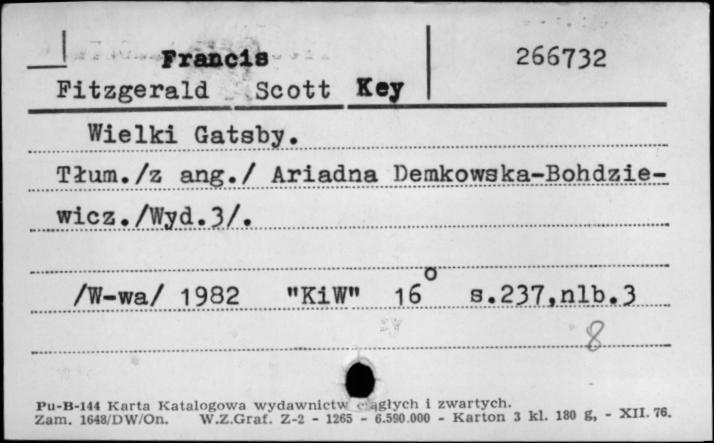 Francis 266732
Fitzgerald Scott Key
Wielki Gatsby.
Tłum./z ang./ Ariadna Demkowska-Bohdzie-
wicz./Wyd.3/.
/W-wa/ 1982 "KiW" 16° s.237,nlb.3
8
Pu-B-144 Karta Katalogowa wydawnictw ciągłych i zwartych.
Zam. 1648/DW/On. W.Z.Graf. Z-2 - 1265 - 6.590.000 - Karton 3 kl. 180 g, - XII. 76.